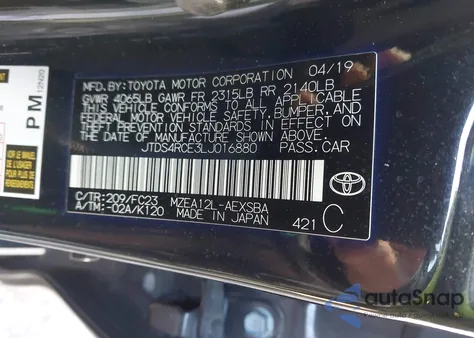 MFD. BY: TOYOTA MOTOR CORPORATION 04/19
GVWR 4065LB GAWR FR 2315LB RR 2140LB
THIS VEHICLE CONFORMS TO ALL APPLICABLE
FEDERAL MOTOR VEHICLE SAFETY, BUMPER, AND
THEFT PREVENTION STANDARDS IN EFFECT ON
THE DATE OF MANUFACTURE SHOWN ABOVE.
JTDS4RCE3LJ016880 PASS.CAR
C/TR:209/FC23 MZEA12L-AEXSBA
A/TM:-02A/K120 MADE IN JAPAN 421 C
PM
autoSnap